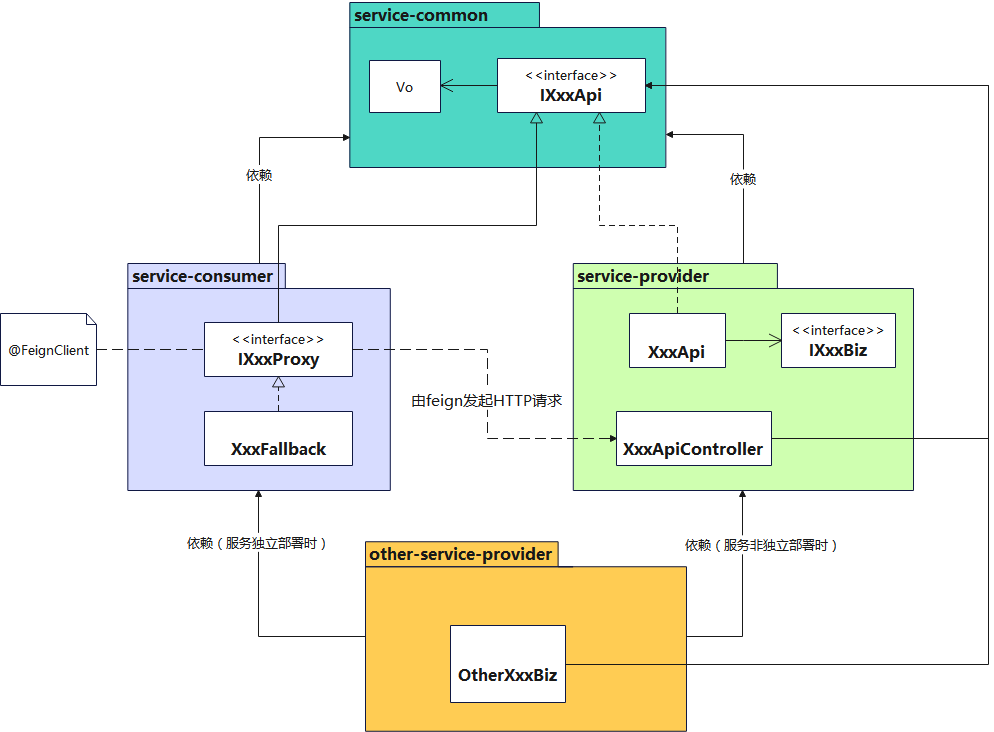 service-common
Vo
<<interface>>
IXxxApi
依赖
依赖
service-consumer
service-provider
@FeignClient
<<interface>>
IXxxProxy
XxxApi
<<interface>>
IXxxBiz
由feign发起HTTP请求
XxxFallback
XxxApiController
依赖（服务独立部署时）
依赖（服务非独立部署时）
other-service-provider
OtherXxxBiz